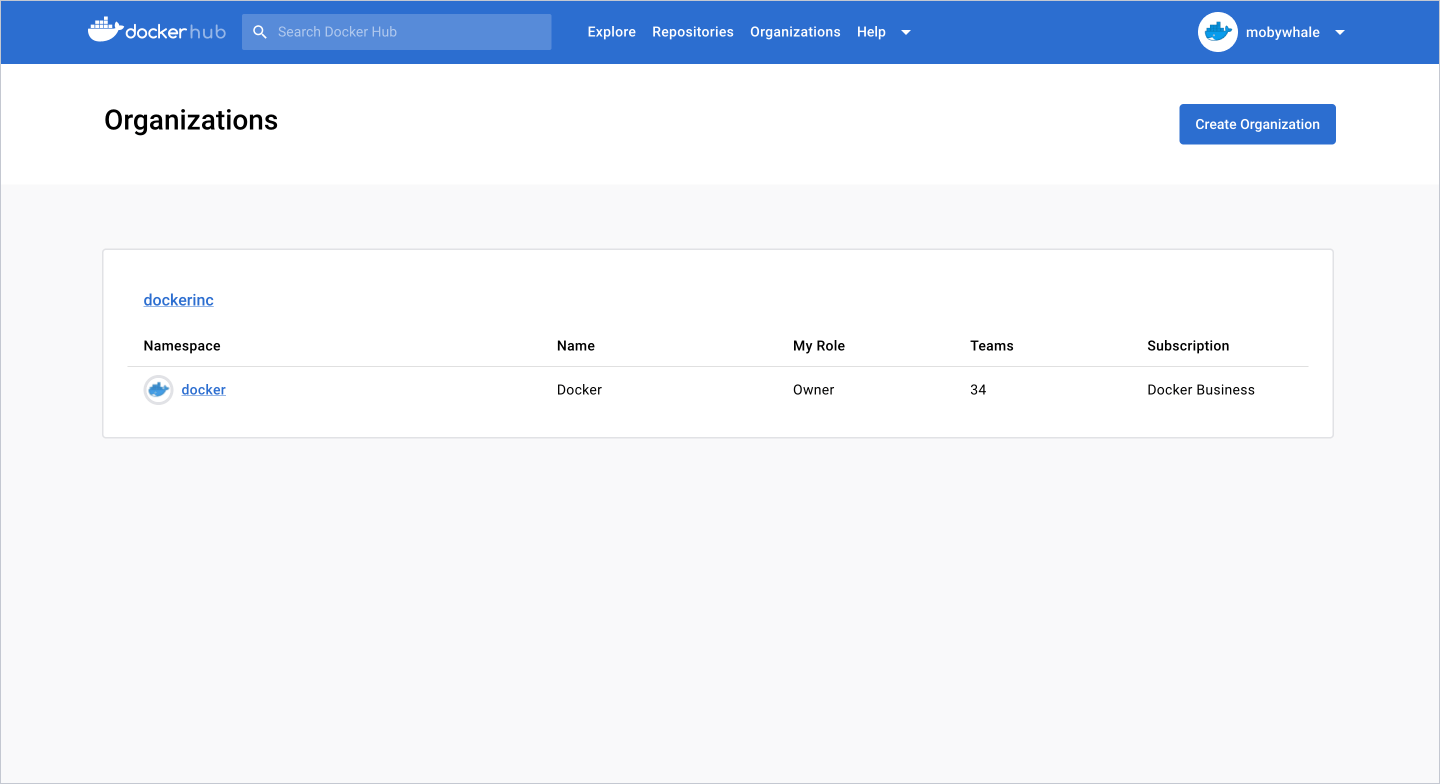 docker hub Search Docker Hub Explore Repositories Organizations Help mobywhale
Organizations Create Organization
dockerinc
Namespace Name My Role Teams Subscription
docker Docker Owner 34 Docker Business